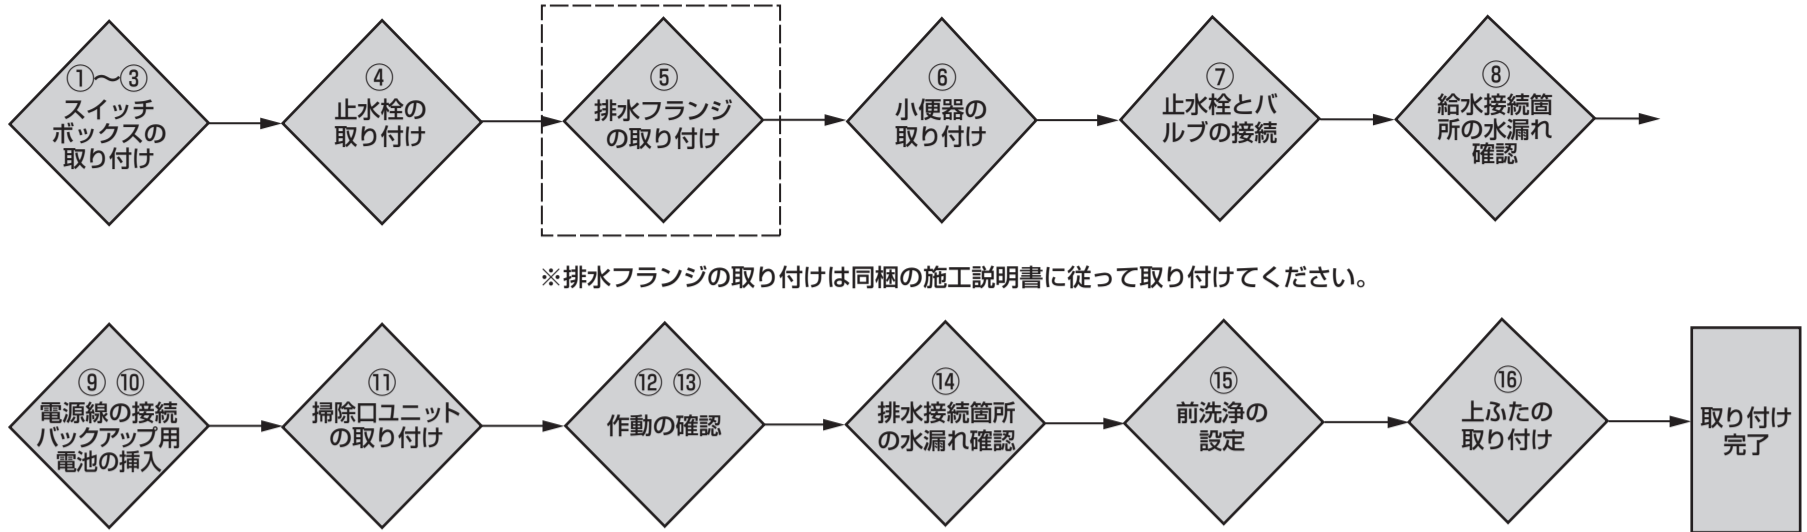 ①～③
スイッチ
ボックスの
取り付け
④
止水栓の
取り付け
⑤
排水フランジ
の取り付け
⑥
小便器の
取り付け
⑦
止水栓とバ
ルブの接続
⑧
給水接続箇
所の水漏れ
確認
※排水フランジの取り付けは同梱の施工説明書に従って取り付けてください。
⑨ ⑩
電源線の接続
バックアップ用
電池の挿入
⑪
掃除口ユニット
の取り付け
⑫ ⑬
作動の確認
⑭
排水接続箇所
の水漏れ確認
⑮
前洗浄の
設定
⑯
上ふたの
取り付け
取り付け
完了